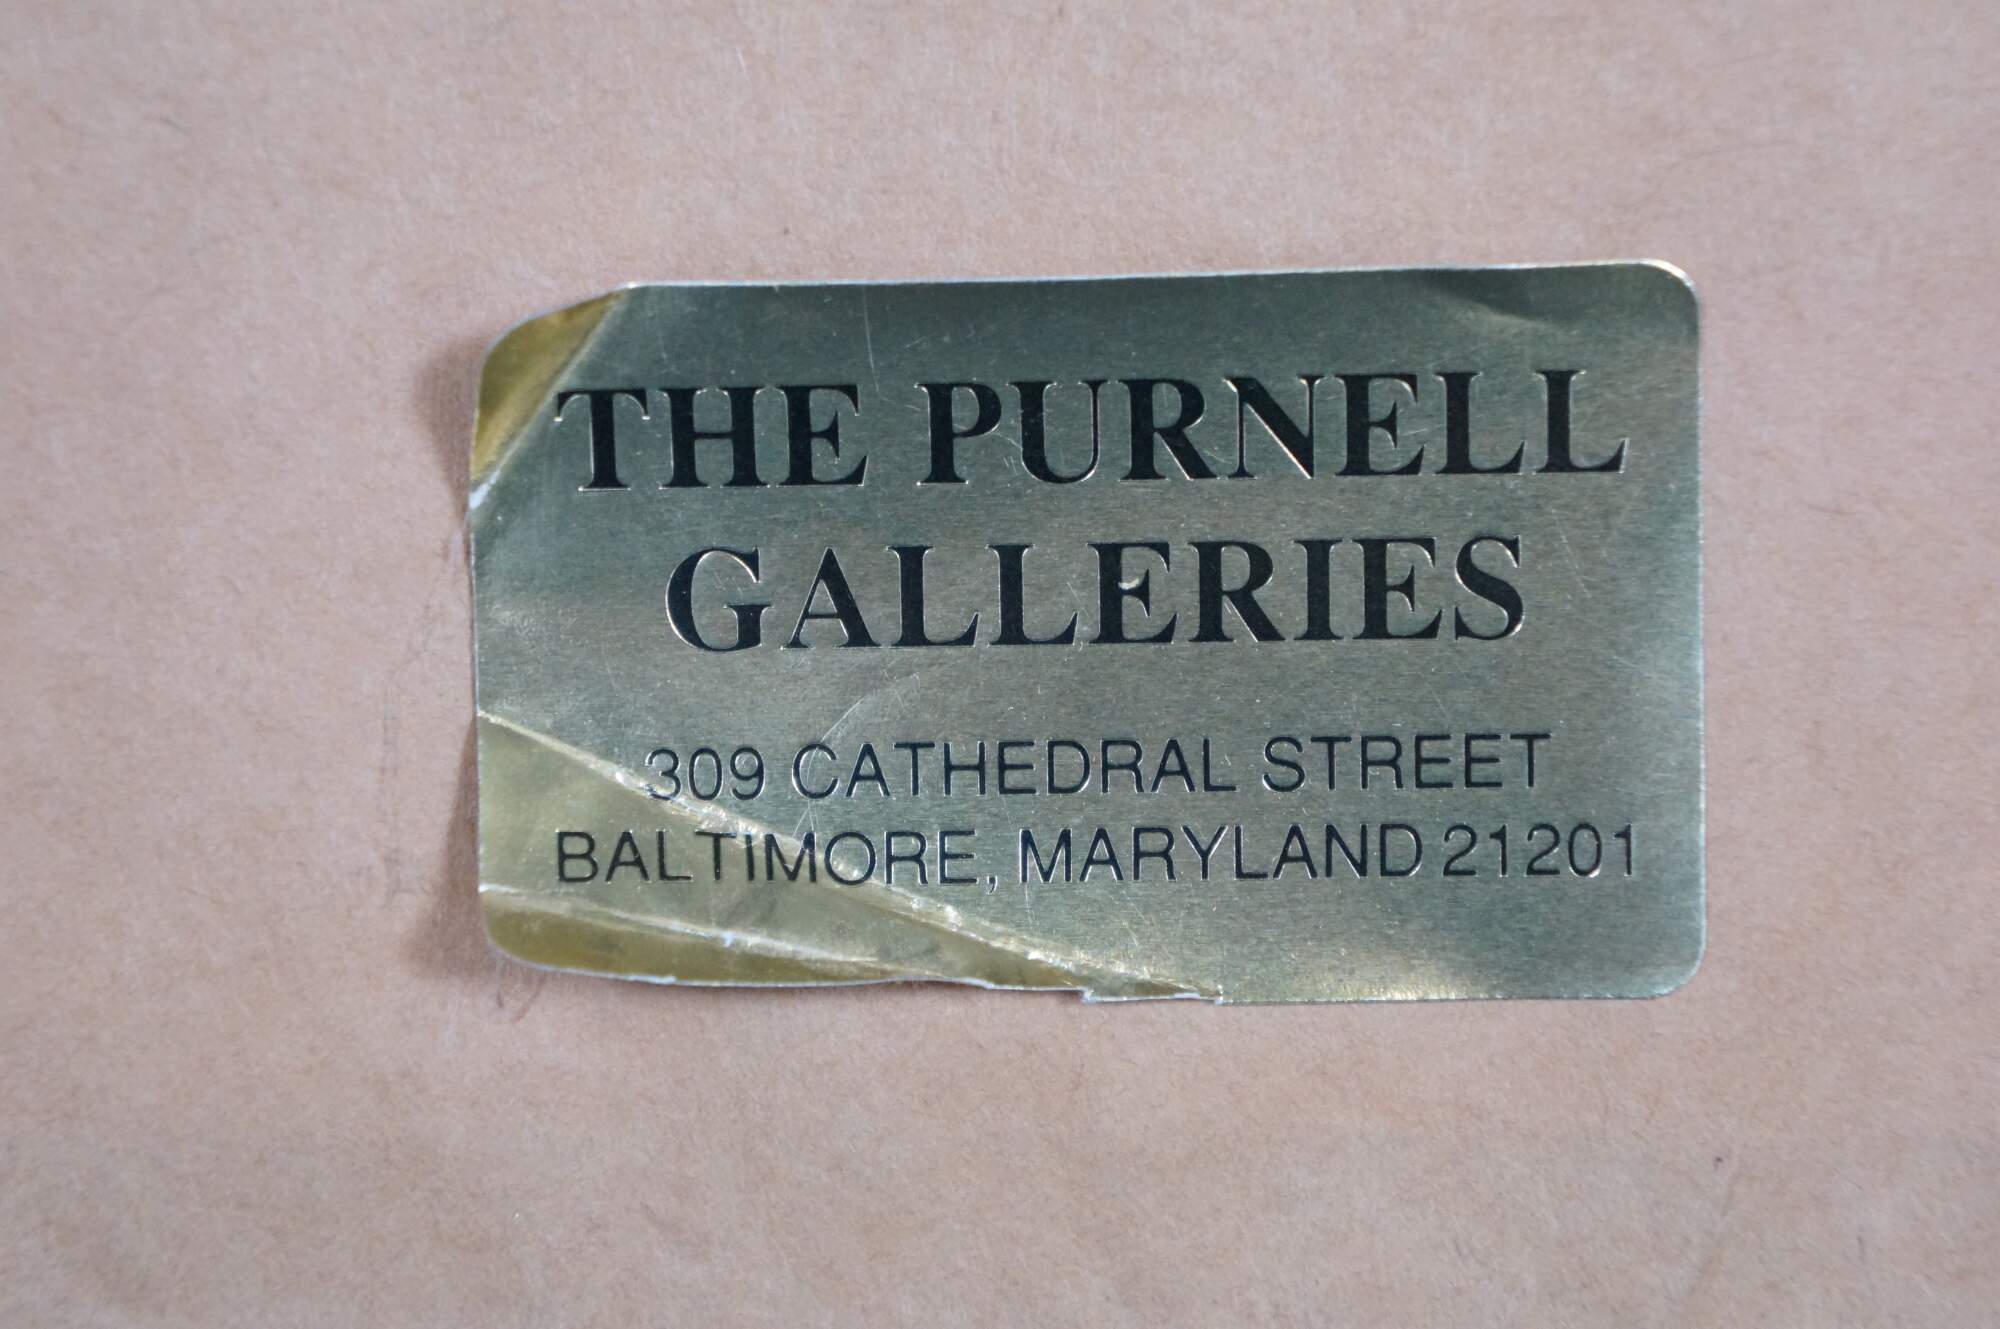 THE PURNELL
GALLERIES
309 CATHEDRAL STREET
BALTIMORE, MARYLAND 21201